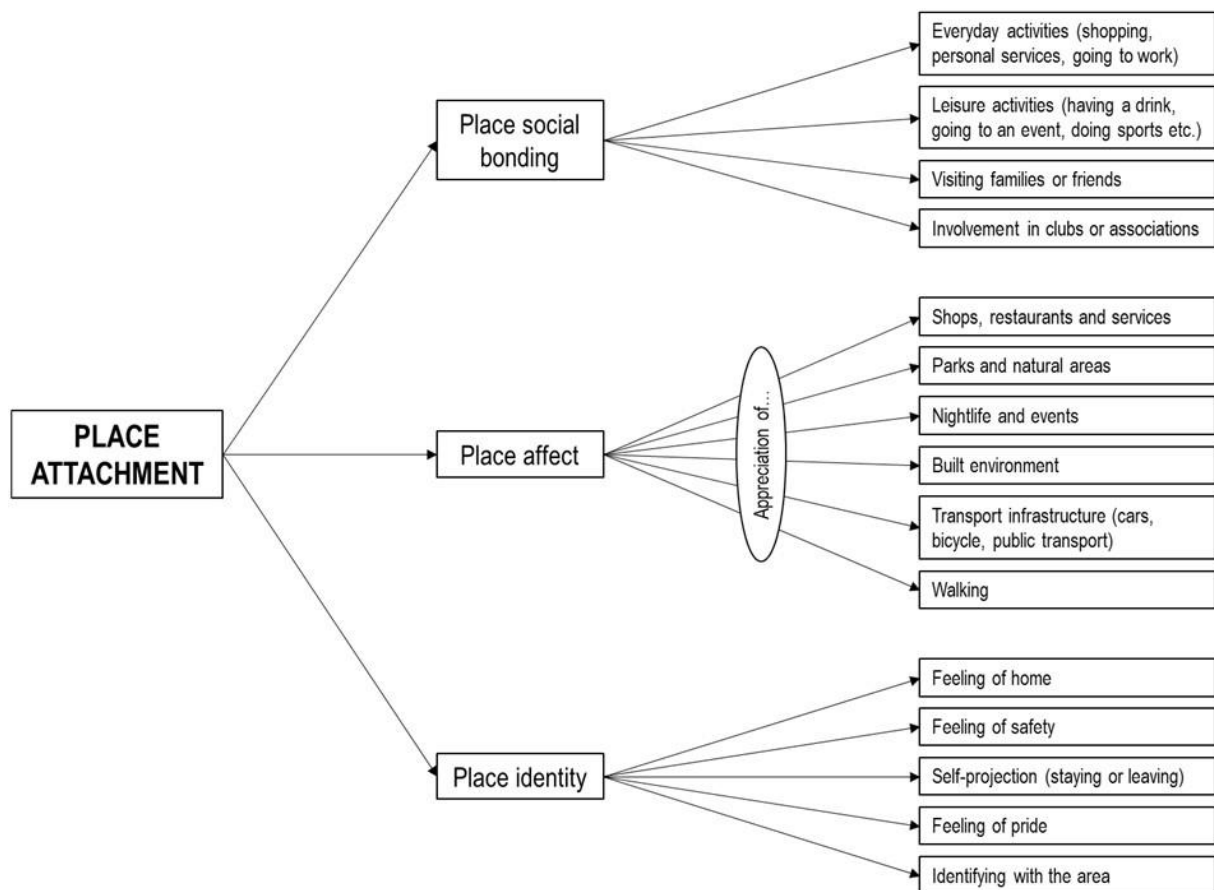 PLACE
ATTACHMENT
Place social
bonding
Everyday activities (shopping,
personal services, going to work)
Leisure activities (having a drink,
going to an event, doing sports etc.)
Visiting families or friends
Involvement in clubs or associations
Place affect
Appreciation of…
Shops, restaurants and services
Parks and natural areas
Nightlife and events
Built environment
Transport infrastructure (cars,
bicycle, public transport)
Walking
Place identity
Feeling of home
Feeling of safety
Self-projection (staying or leaving)
Feeling of pride
Identifying with the area